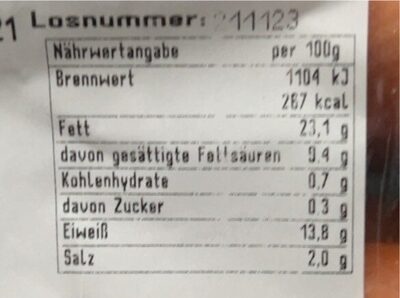 21 Losnummer: 211123
Nährwertangabe per 100g
Brennwert 1104 kJ
267 kcal
Fett 23,1 g
davon gesättigte Fettsäuren 9,4 g
Kohlenhydrate 0,7 g
davon Zucker 0,3 g
Eiweiß 13,8 g
Salz 2,0 g